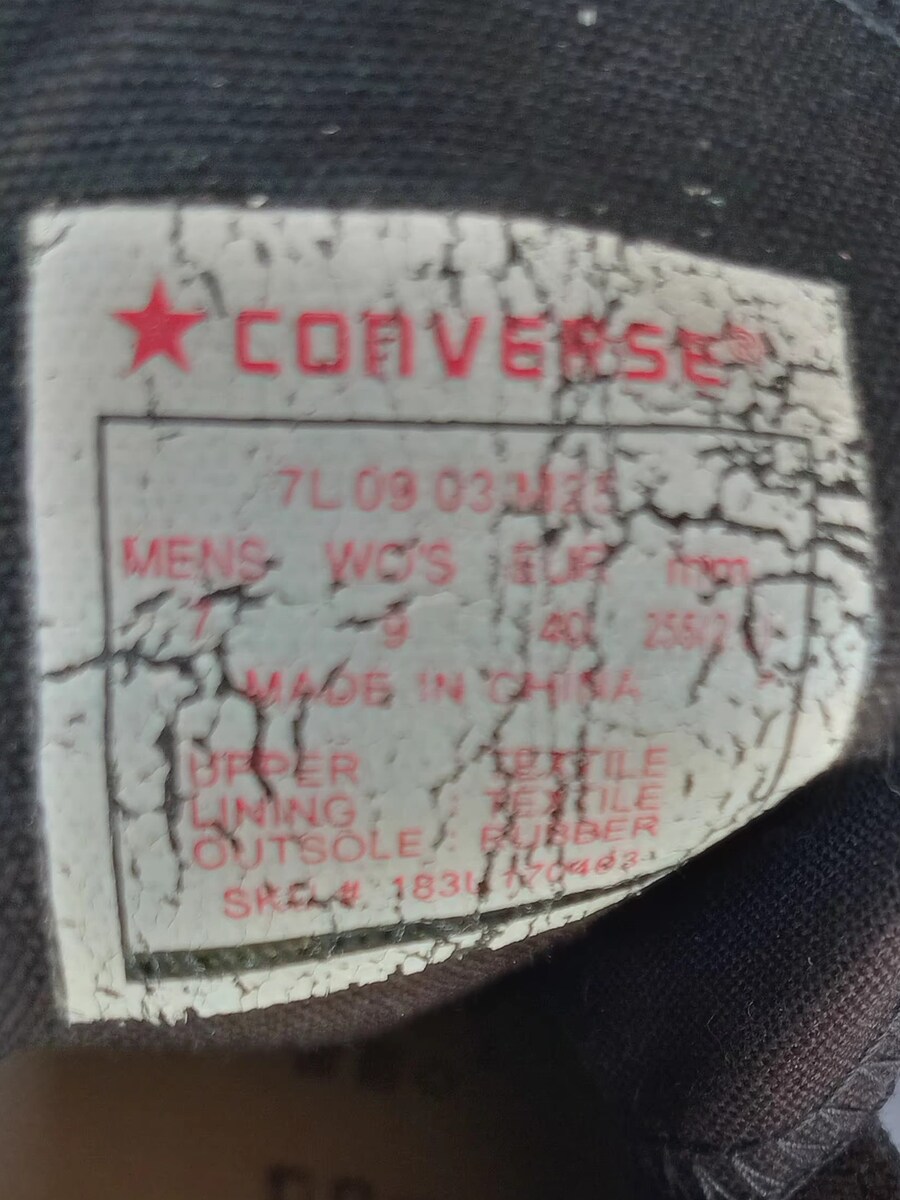 ★ CONVERSE®
7L 09 03
MENS WO'S EUR mm
7 9 40
MADE IN CHINA
UPPER TEXTILE
LINING : TEXTILE
OUTSOLE : RUBBER
SKU #